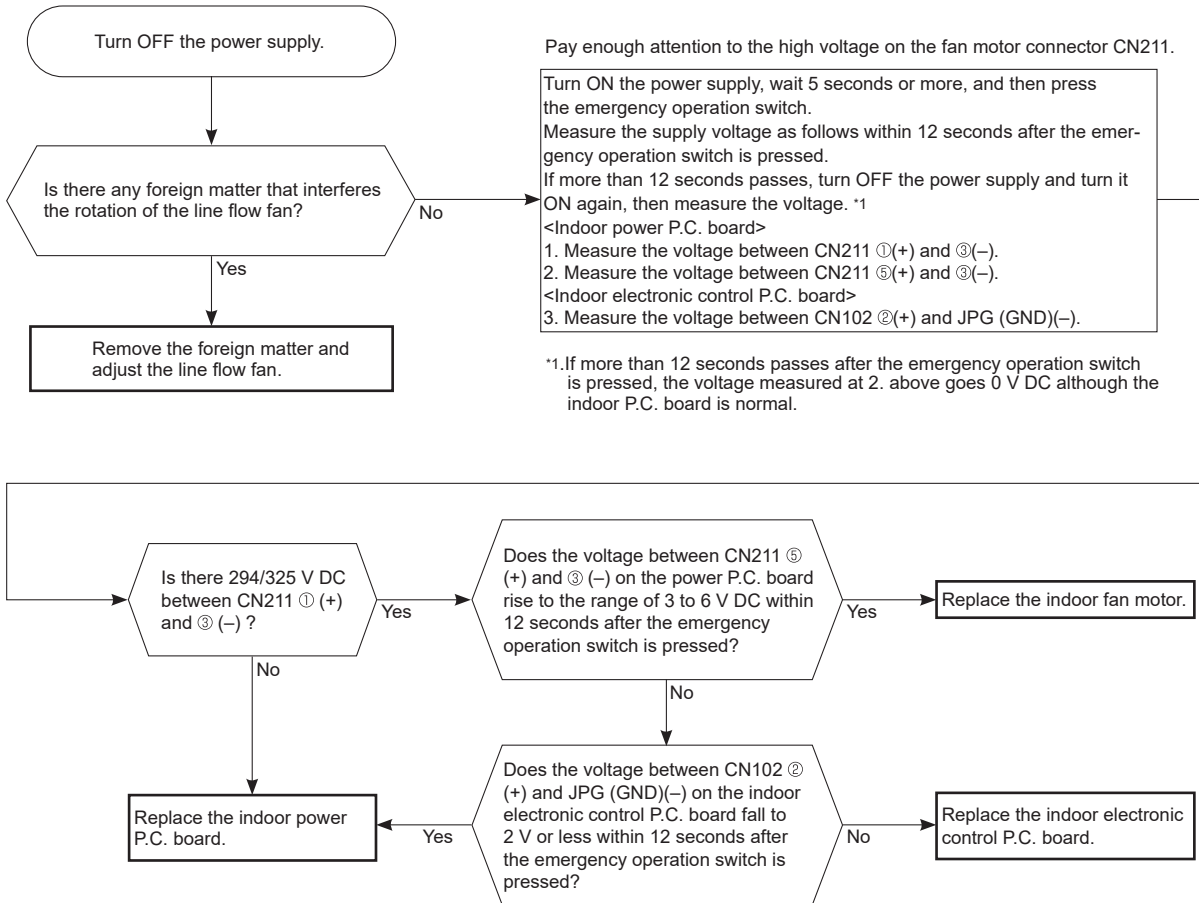 Turn OFF the power supply.
Is there any foreign matter that interferes
the rotation of the line flow fan?
No
Yes
Remove the foreign matter and
adjust the line flow fan.
Pay enough attention to the high voltage on the fan motor connector CN211.
Turn ON the power supply, wait 5 seconds or more, and then press
the emergency operation switch.
Measure the supply voltage as follows within 12 seconds after the emer-
gency operation switch is pressed.
If more than 12 seconds passes, turn OFF the power supply and turn it
ON again, then measure the voltage. *1
<Indoor power P.C. board>
1. Measure the voltage between CN211 ①(+) and ③(–).
2. Measure the voltage between CN211 ⑤(+) and ③(–).
<Indoor electronic control P.C. board>
3. Measure the voltage between CN102 ②(+) and JPG (GND)(–).
*1.If more than 12 seconds passes after the emergency operation switch
is pressed, the voltage measured at 2. above goes 0 V DC although the
indoor P.C. board is normal.
Is there 294/325 V DC
between CN211 ① (+)
and ③ (–) ?
Yes
No
Does the voltage between CN211 ⑤
(+) and ③ (–) on the power P.C. board
rise to the range of 3 to 6 V DC within
12 seconds after the emergency
operation switch is pressed?
Yes
Replace the indoor fan motor.
No
Does the voltage between CN102 ②
(+) and JPG (GND)(–) on the indoor
electronic control P.C. board fall to
2 V or less within 12 seconds after
the emergency operation switch is
pressed?
Yes
Replace the indoor power
P.C. board.
No
Replace the indoor electronic
control P.C. board.